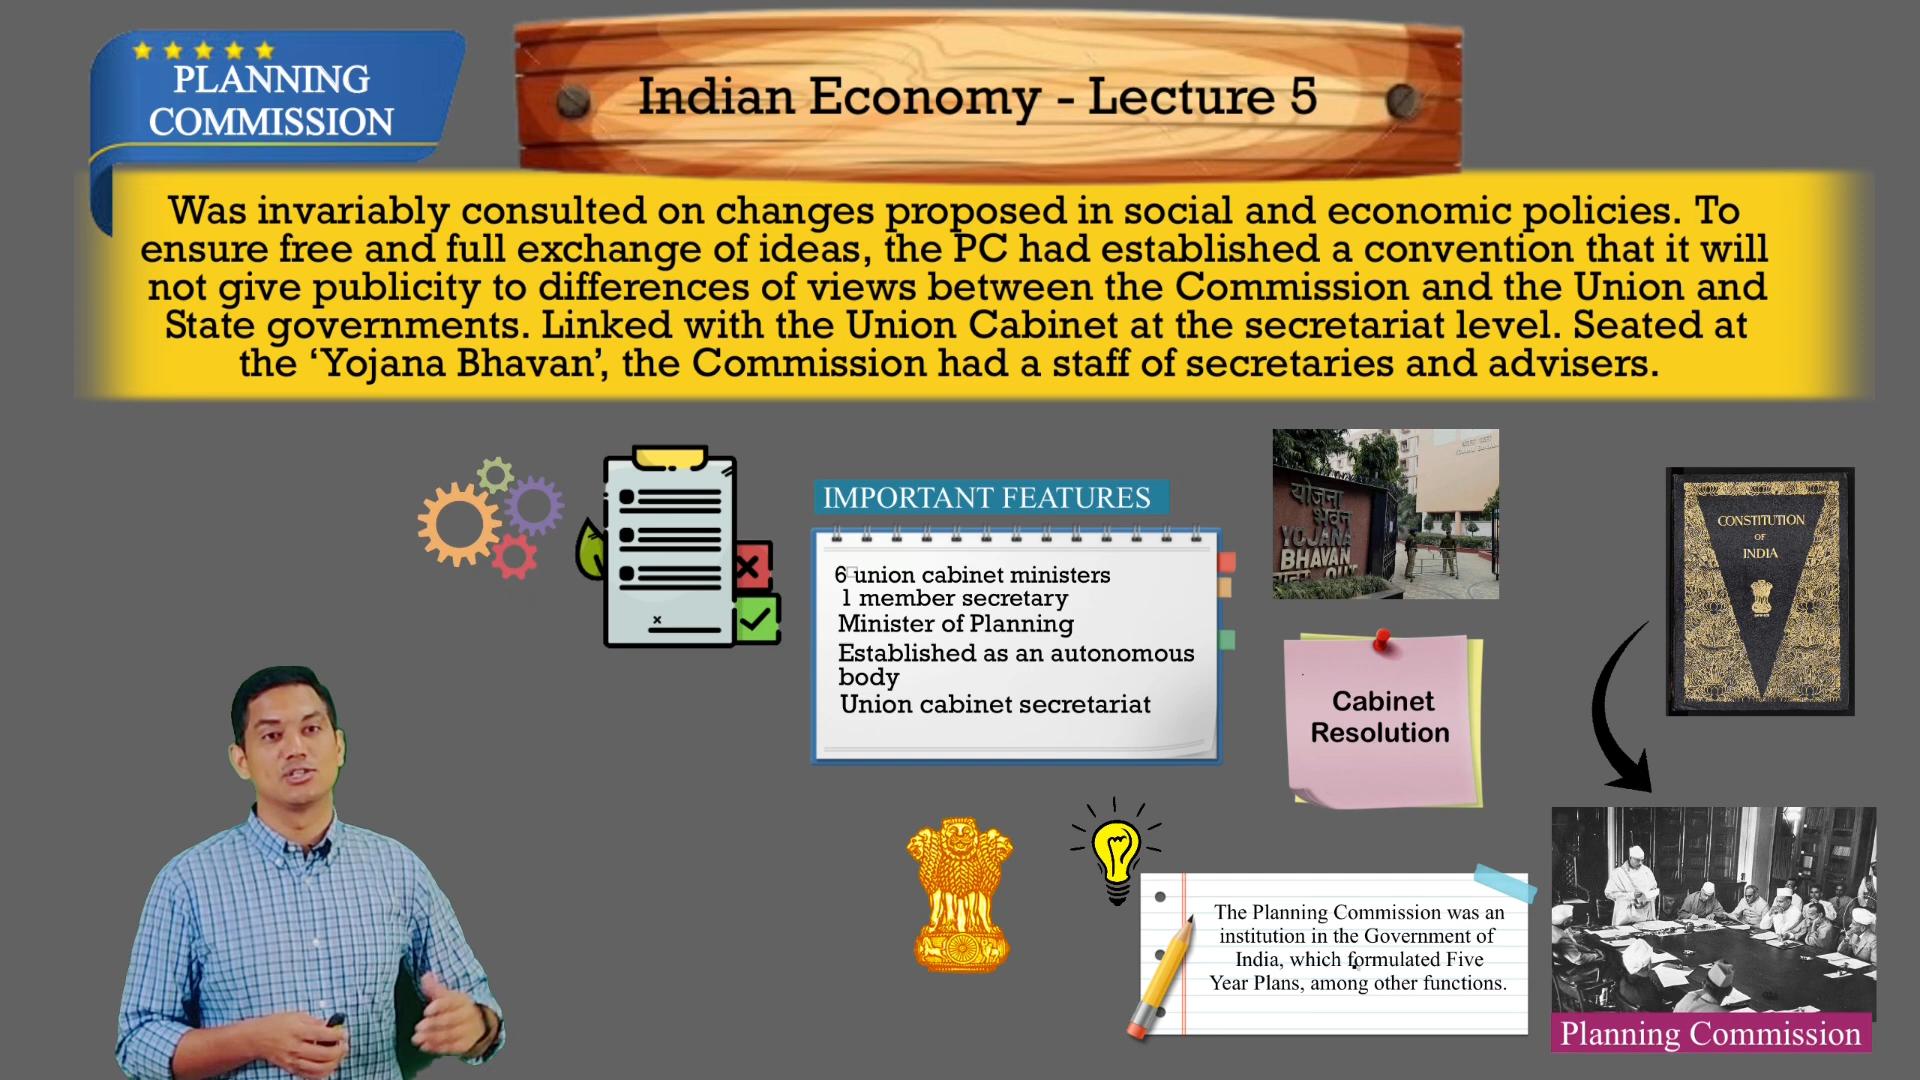 PLANNING
COMMISSION
Indian Economy - Lecture 5
Was invariably consulted on changes proposed in social and economic policies. To
ensure free and full exchange of ideas, the PC had established a convention that it will
not give publicity to differences of views between the Commission and the Union and
State governments. Linked with the Union Cabinet at the secretariat level. Seated at
the ‘Yojana Bhavan’, the Commission had a staff of secretaries and advisers.
IMPORTANT FEATURES
6 union cabinet ministers
1 member secretary
Minister of Planning
Established as an autonomous
body
Union cabinet secretariat
योजना
भवन
YOJANA
BHAVAN
CONSTITUTION
OF
INDIA
Cabinet
Resolution
The Planning Commission was an
institution in the Government of
India, which formulated Five
Year Plans, among other functions.
Planning Commission